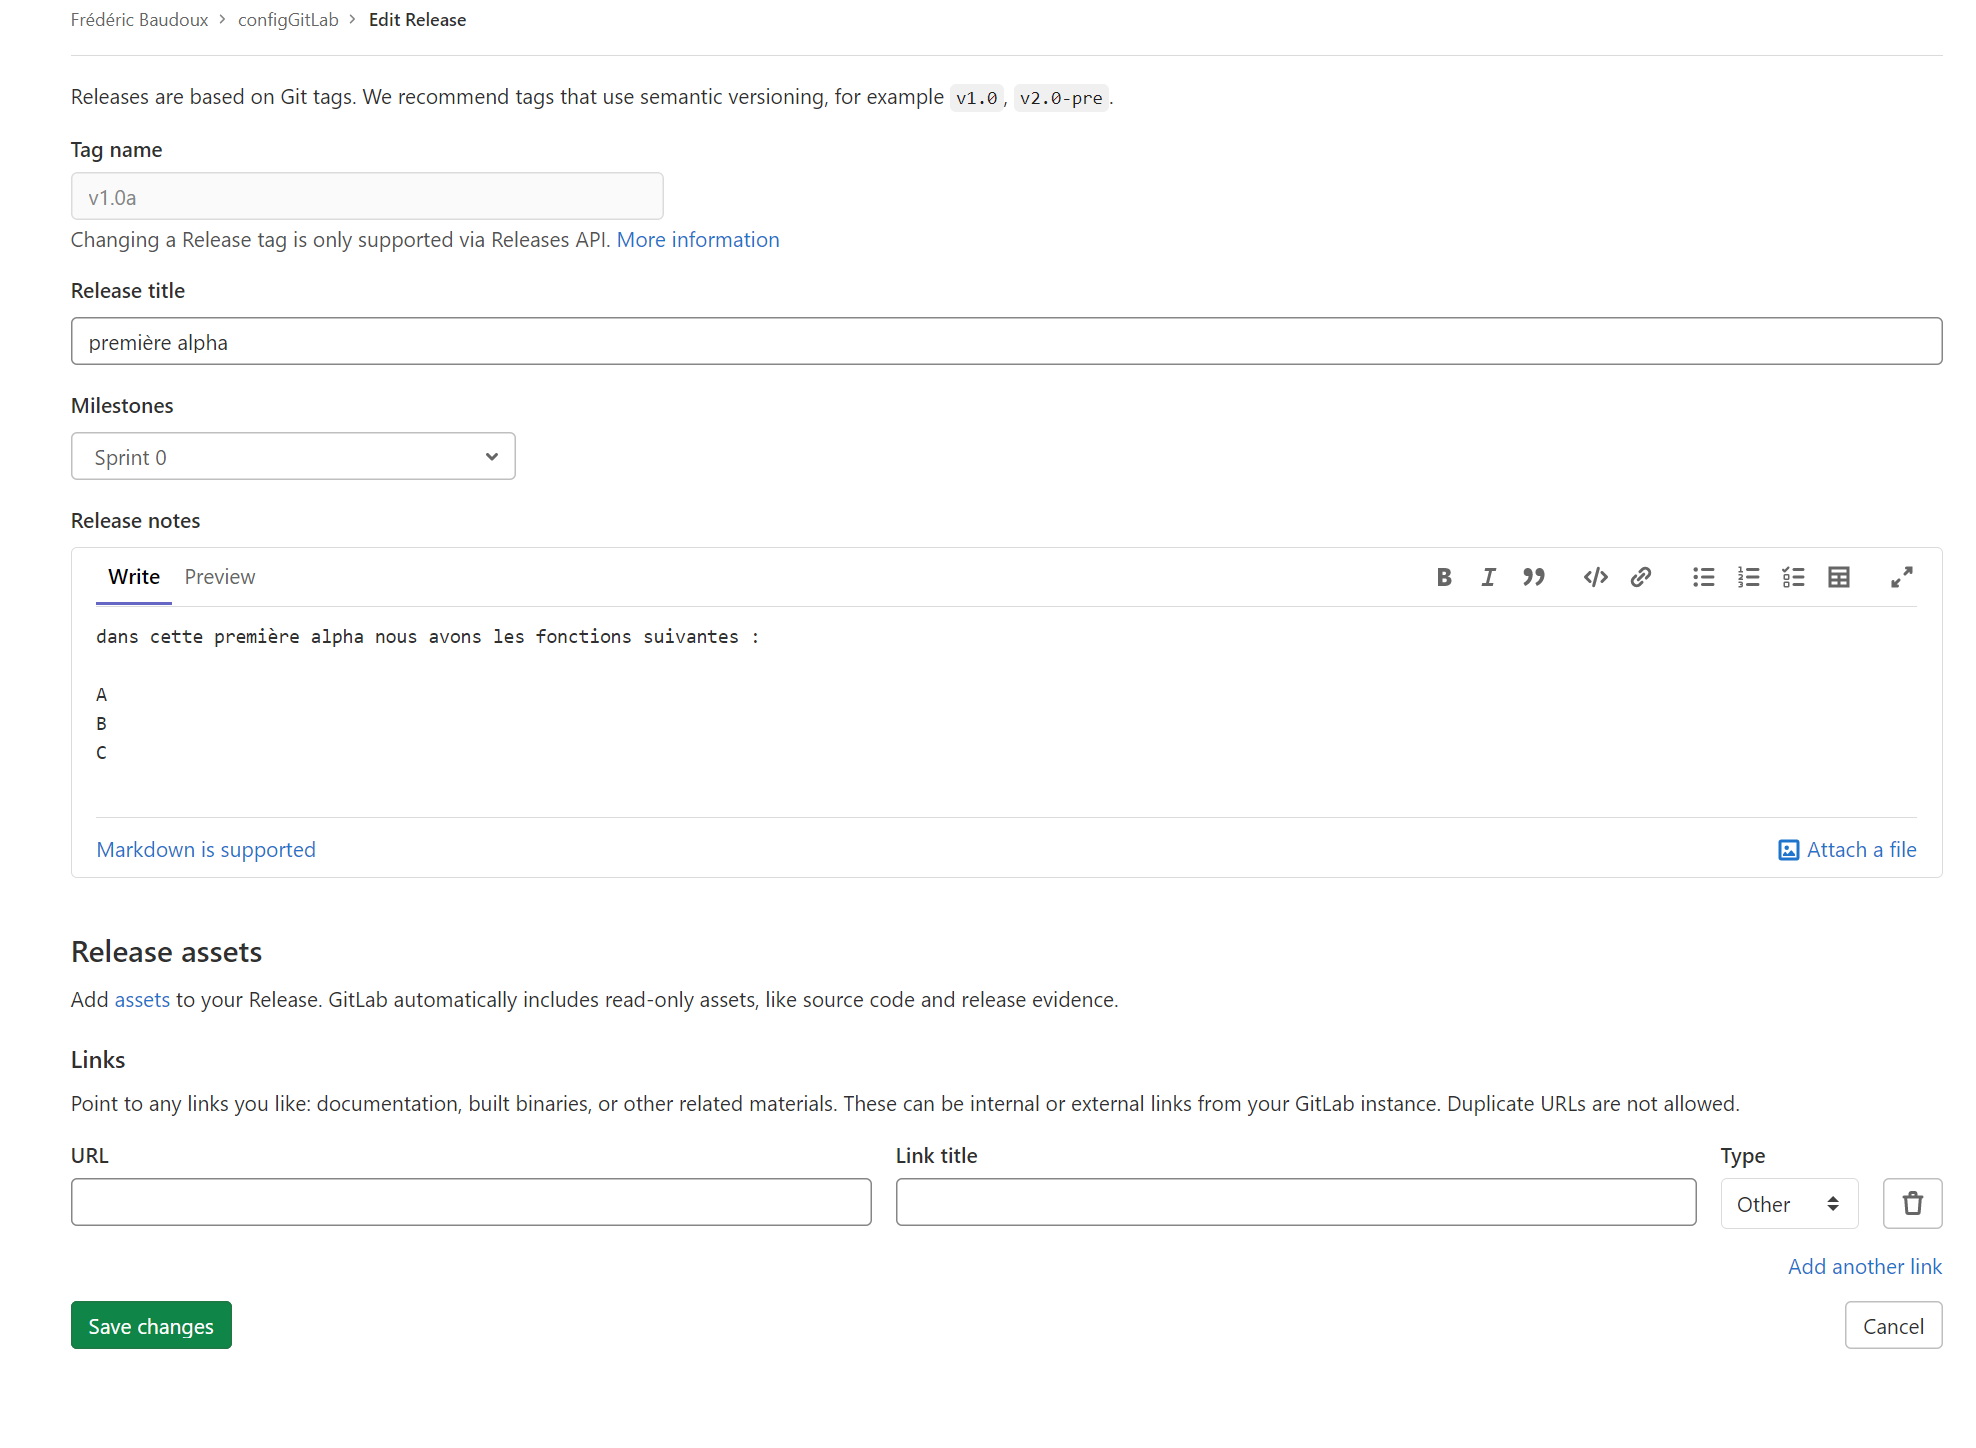 Frédéric Baudoux > configGitLab > Edit Release
Releases are based on Git tags. We recommend tags that use semantic versioning, for example v1.0, v2.0-pre.
Tag name
v1.0a
Changing a Release tag is only supported via Releases API. More information
Release title
première alpha
Milestones
Sprint 0
Release notes
Write Preview
dans cette première alpha nous avons les fonctions suivantes :
A
B
C
Markdown is supported Attach a file
Release assets
Add assets to your Release. GitLab automatically includes read-only assets, like source code and release evidence.
Links
Point to any links you like: documentation, built binaries, or other related materials. These can be internal or external links from your GitLab instance. Duplicate URLs are not allowed.
URL Link title Type
Other
Add another link
Save changes Cancel